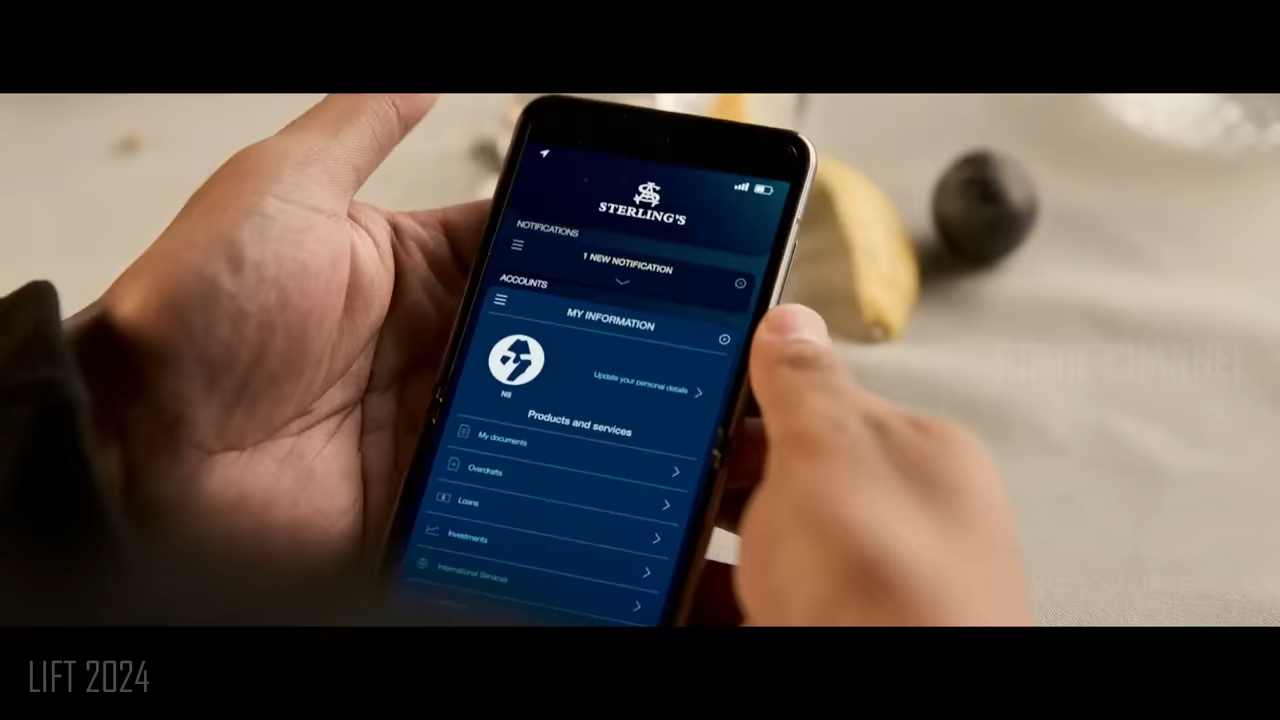 STERLING'S
NOTIFICATIONS
1 NEW NOTIFICATION
ACCOUNTS
MY INFORMATION
Update your personal details
NB
Products and services
My documents
Overdrafts
Loans
Investments
International Services
LIFT 2024